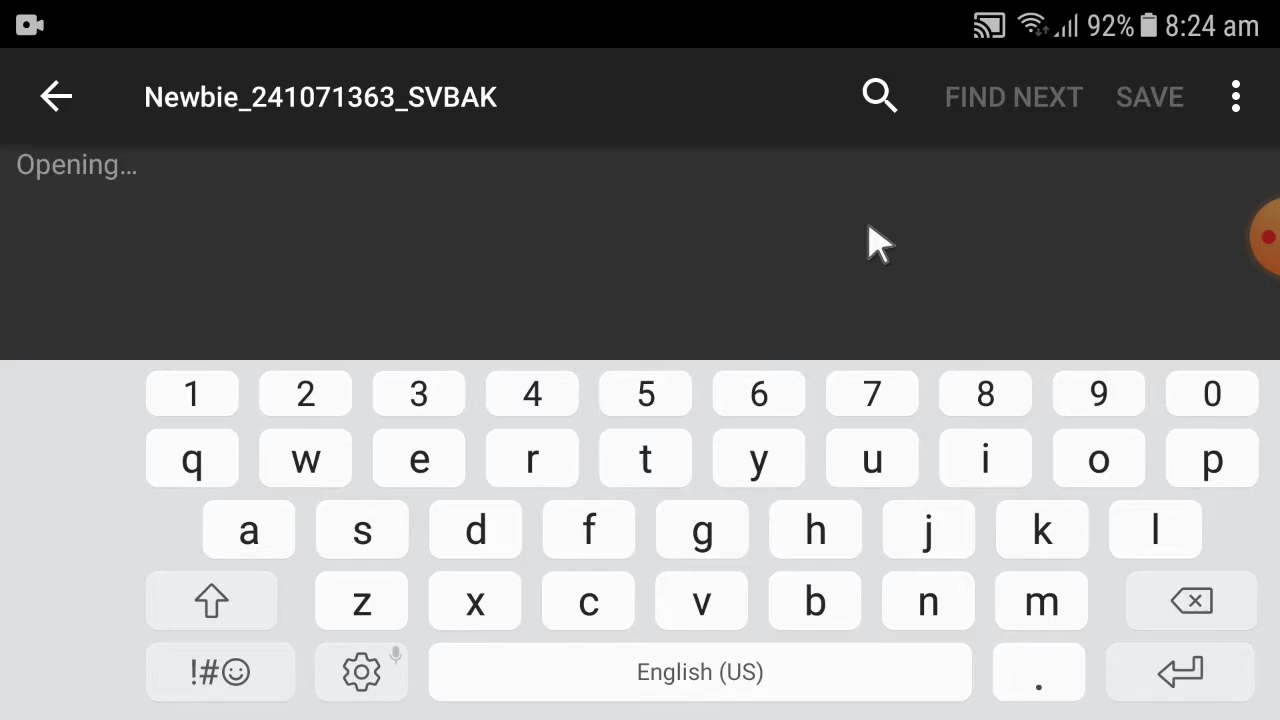 92% 8:24 am
Newbie_241071363_SVBAK FIND NEXT SAVE
Opening...
1 2 3 4 5 6 7 8 9 0
q w e r t y u i o p
a s d f g h j k l
z x c v b n m
!#☺ English (US) .